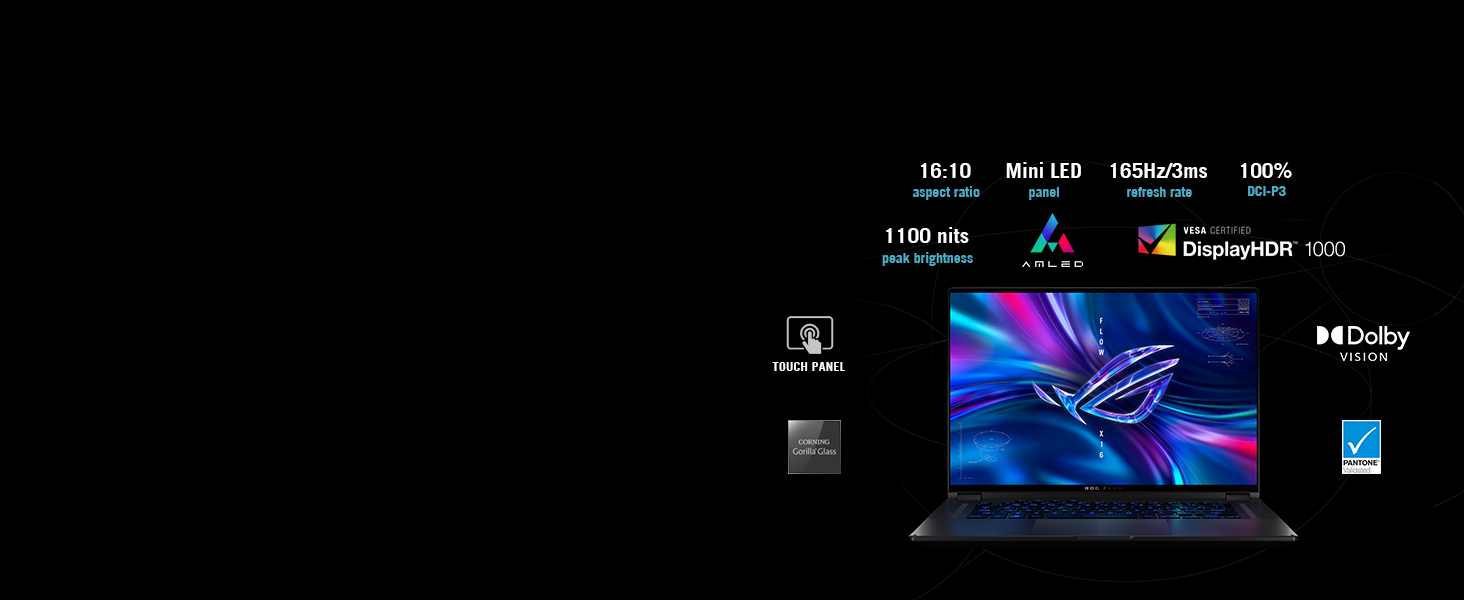 16:10
aspect ratio
Mini LED
panel
165Hz/3ms
refresh rate
100%
DCI-P3
1100 nits
peak brightness
AMLED
VESA CERTIFIED
DisplayHDR™ 1000
TOUCH PANEL
CORNING
Gorilla Glass
FLOW
X16
Dolby
VISION
PANTONE®
Validated